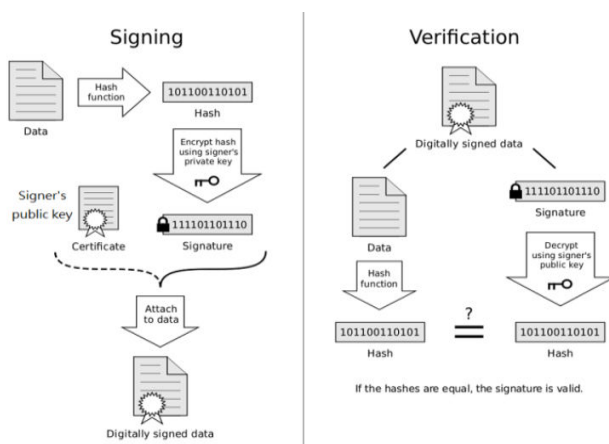 Signing
Data
Hash
function
101100110101
Hash
Encrypt hash
using signer's
private key
Signer's
public key
Certificate
111101101110
Signature
Attach
to data
Digitally signed data
Verification
Digitally signed data
Data
111101101110
Signature
Hash
function
Decrypt
using signer's
public key
101100110101
Hash
?
=
101100110101
Hash
If the hashes are equal, the signature is valid.